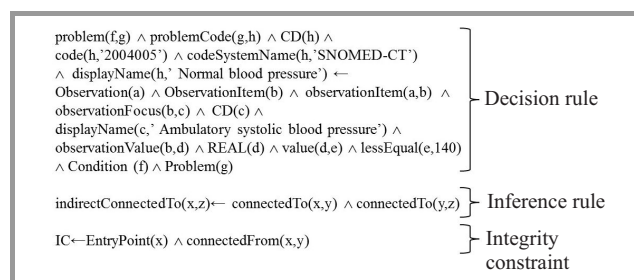 problem(f,g) ∧ problemCode(g,h) ∧ CD(h) ∧
code(h,'2004005') ∧ codeSystemName(h,'SNOMED-CT')
∧ displayName(h,' Normal blood pressure') ←
Observation(a) ∧ ObservationItem(b) ∧ observationItem(a,b) ∧
observationFocus(b,c) ∧ CD(c) ∧
displayName(c,' Ambulatory systolic blood pressure') ∧
observationValue(b,d) ∧ REAL(d) ∧ value(d,e) ∧ lessEqual(e,140)
∧ Condition (f) ∧ Problem(g)
Decision rule
indirectConnectedTo(x,z)← connectedTo(x,y) ∧ connectedTo(y,z)
Inference rule
IC←EntryPoint(x) ∧ connectedFrom(x,y)
Integrity
constraint